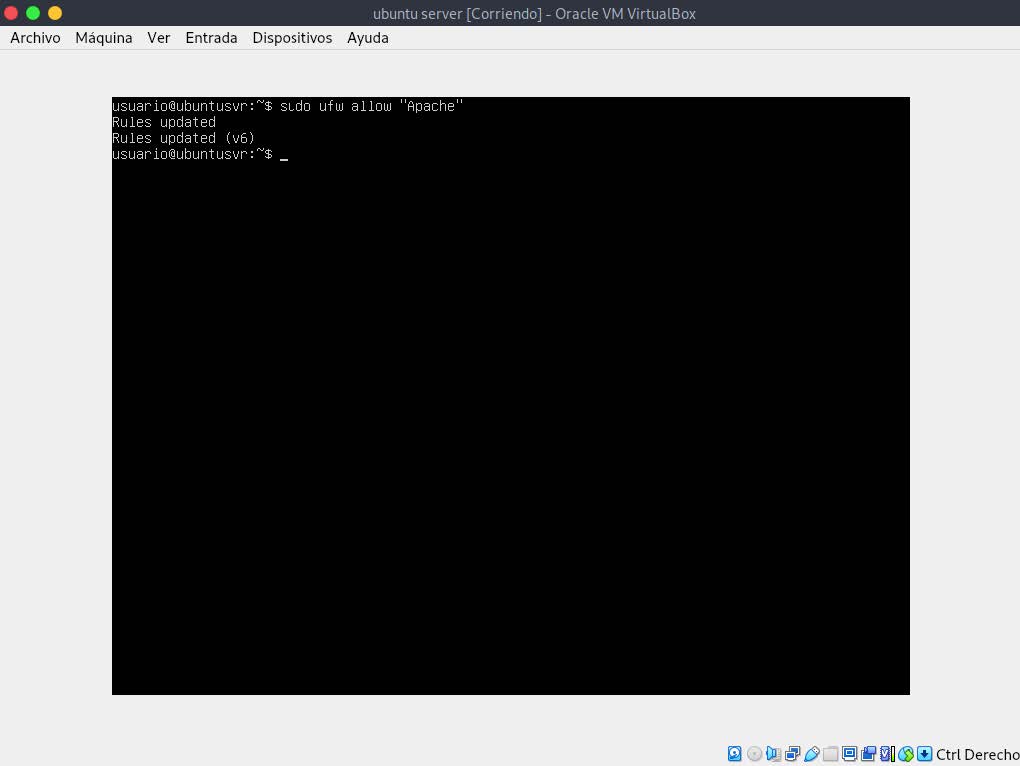 ubuntu server [Corriendo] - Oracle VM VirtualBox
Archivo Máquina Ver Entrada Dispositivos Ayuda
usuario@ubuntusvr:~$ sudo ufw allow "Apache"
Rules updated
Rules updated (v6)
usuario@ubuntusvr:~$ _
Ctrl Derecho